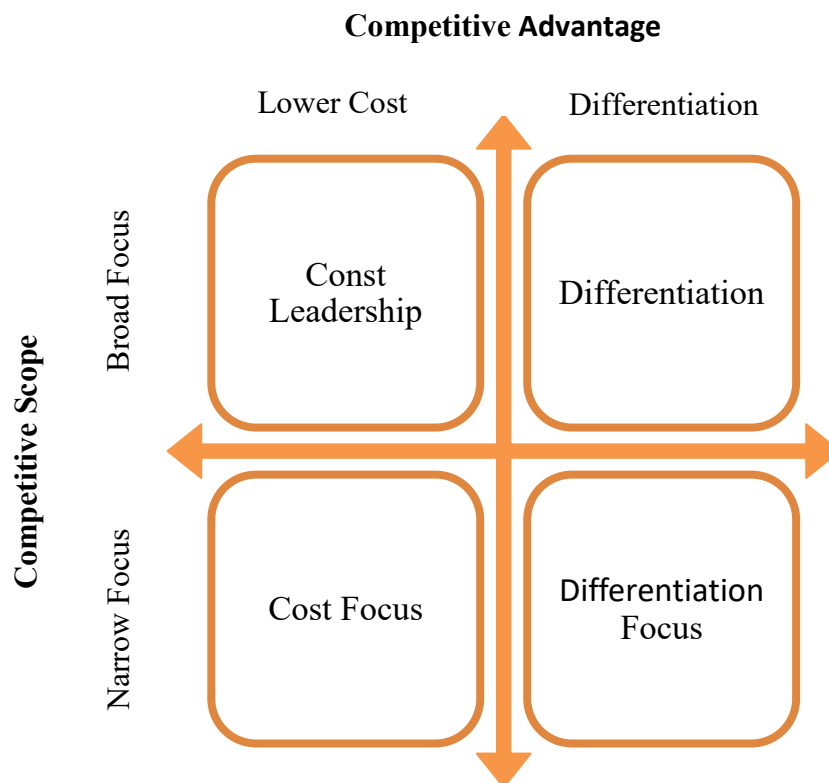 Competitive Advantage
Lower Cost
Differentiation
Competitive Scope
Broad Focus
Const
Leadership
Differentiation
Narrow Focus
Cost Focus
Differentiation
Focus